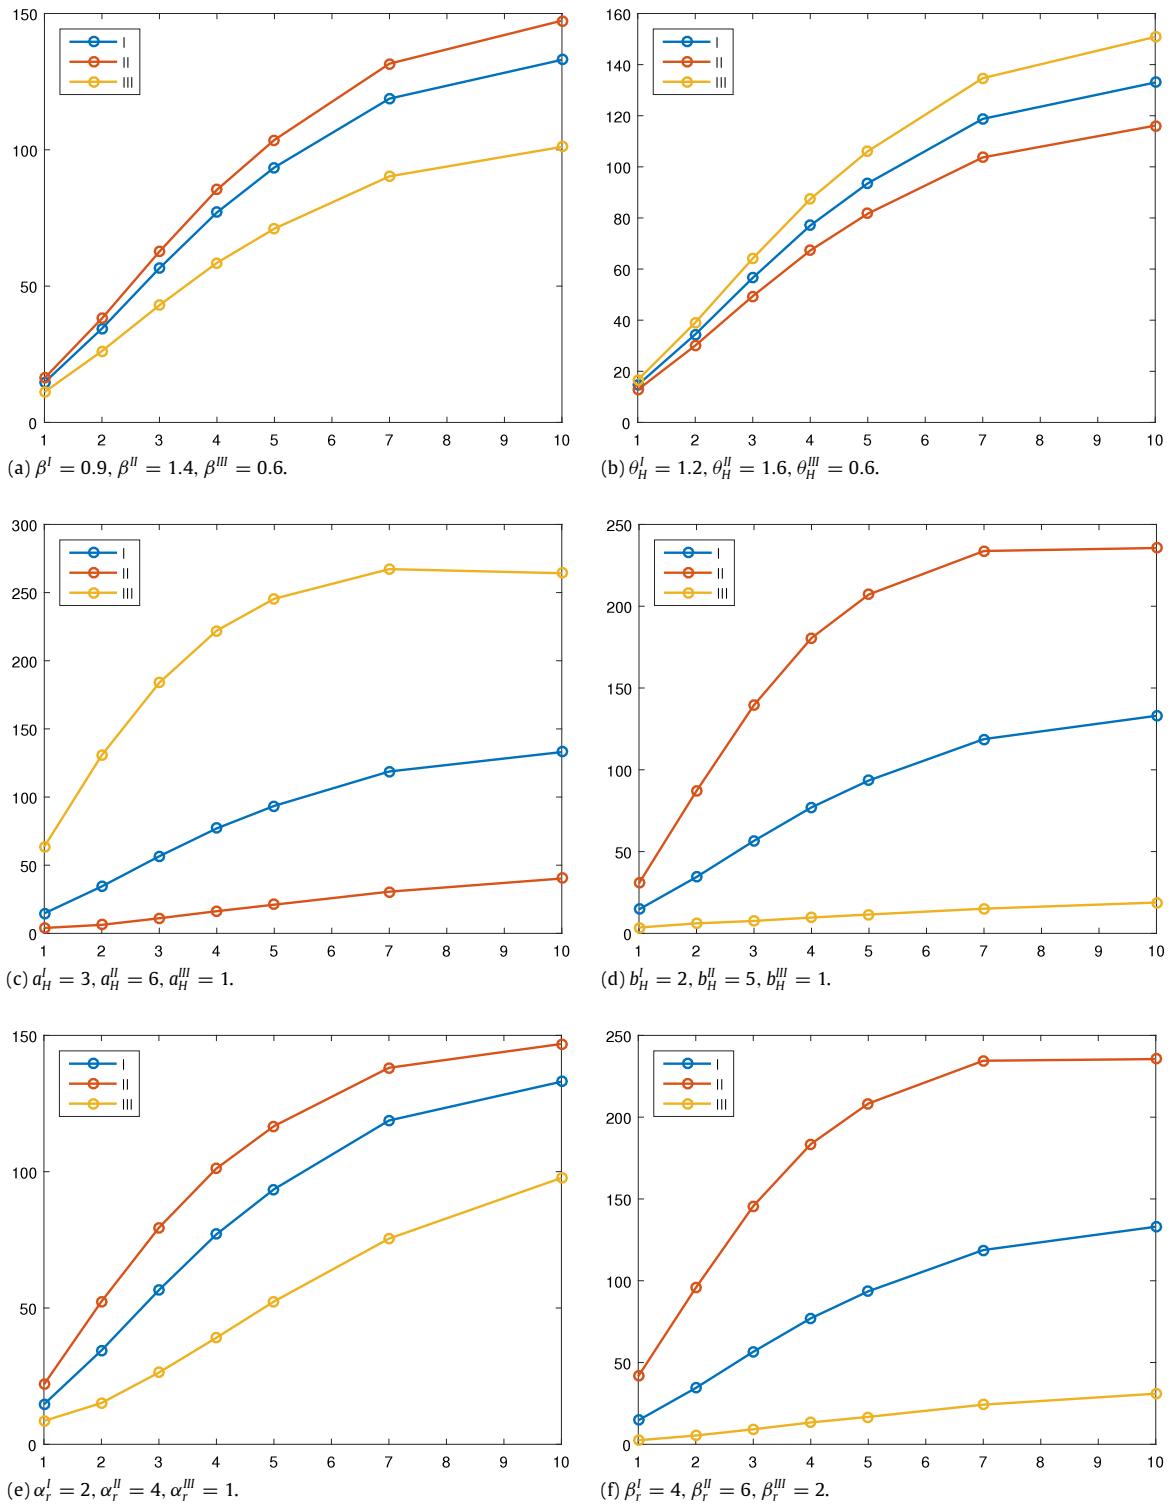 150
100
50
0
1 2 3 4 5 6 7 8 9 10
I
II
III
(a) β^I = 0.9, β^II = 1.4, β^III = 0.6.
160
140
120
100
80
60
40
20
0
1 2 3 4 5 6 7 8 9 10
I
II
III
(b) θ_H^I = 1.2, θ_H^II = 1.6, θ_H^III = 0.6.
300
250
200
150
100
50
0
1 2 3 4 5 6 7 8 9 10
I
II
III
(c) a_H^I = 3, a_H^II = 6, a_H^III = 1.
250
200
150
100
50
0
1 2 3 4 5 6 7 8 9 10
I
II
III
(d) b_H^I = 2, b_H^II = 5, b_H^III = 1.
150
100
50
0
1 2 3 4 5 6 7 8 9 10
I
II
III
(e) α_r^I = 2, α_r^II = 4, α_r^III = 1.
250
200
150
100
50
0
1 2 3 4 5 6 7 8 9 10
I
II
III
(f) β_r^I = 4, β_r^II = 6, β_r^III = 2.